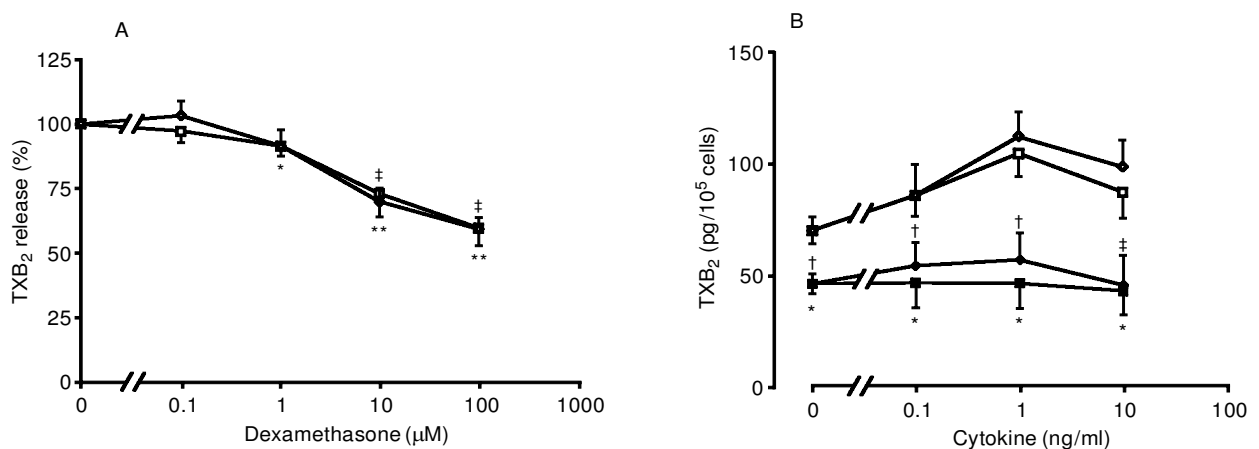 A
TXB₂ release (%)
125
100
75
50
25
0
*
‡
**
‡
**
0 0.1 1 10 100 1000
Dexamethasone (μM)
B
TXB₂ (pg/10⁵ cells)
150
100
50
0
† † † ‡
* * * *
0 0.1 1 10 100
Cytokine (ng/ml)